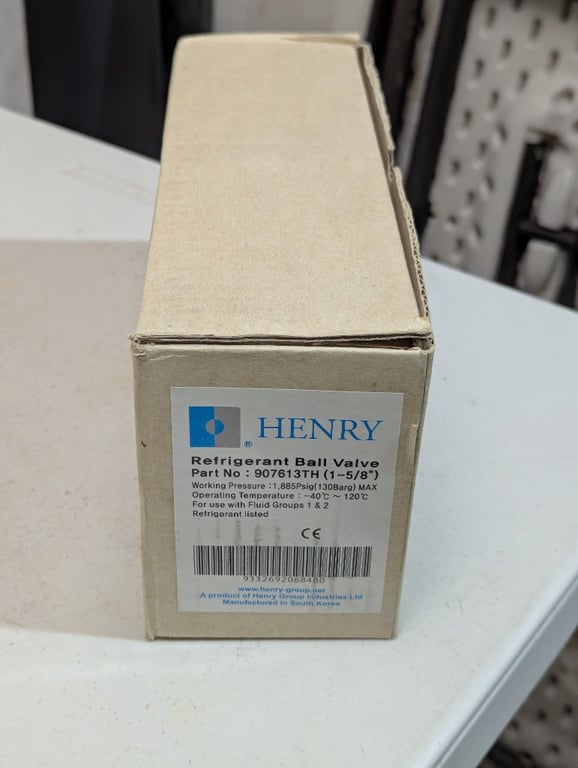 HENRY
®
Refrigerant Ball Valve
Part No : 907613TH (1-5/8")
Working Pressure : 1,885Psig(130Barg) MAX
Operating Temperature : -40℃ ~ 120℃
For use with Fluid Groups 1 & 2
Refrigerant listed
CE
9332692068480
www.henry-group.net
A product of Henry Group Industries Ltd
Manufactured in South Korea